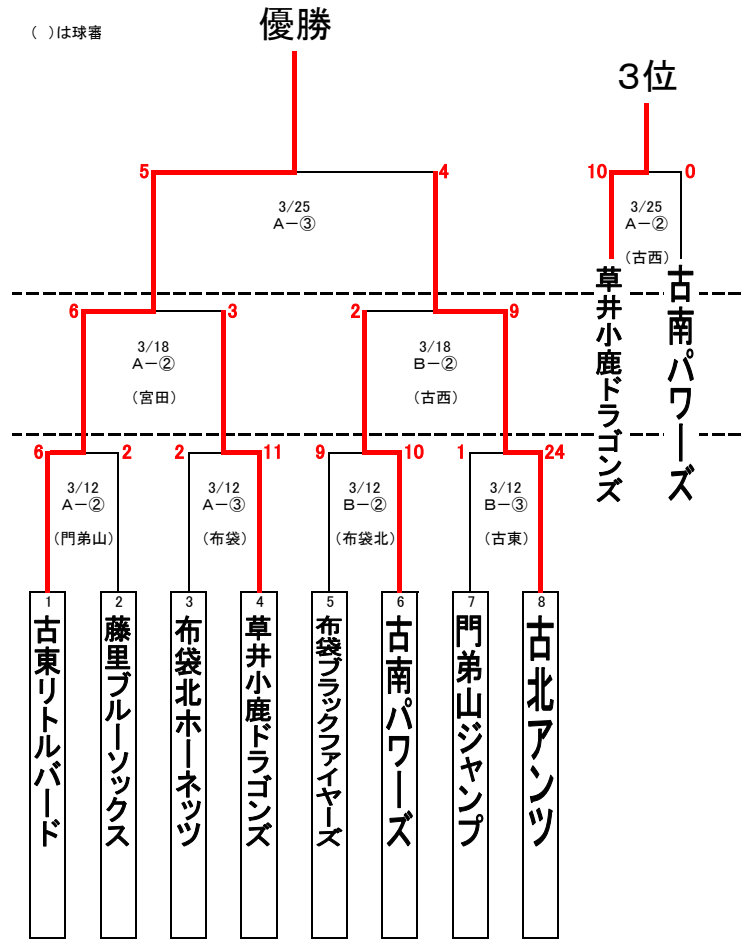 ( )は球審
優勝
3位
5
4
10
0
3/25
A－③
3/25
A－②
(古西)
草井小鹿ドラゴンズ
古南パワーズ
6
3
2
9
3/18
A－②
(宮田)
3/18
B－②
(古西)
6
2
2
11
9
10
1
24
3/12
A－②
(門弟山)
3/12
A－③
(布袋)
3/12
B－②
(布袋北)
3/12
B－③
(古東)
1
古東リトルバード
2
藤里ブルーソックス
3
布袋北ホーネッツ
4
草井小鹿ドラゴンズ
5
布袋ブラックファイヤーズ
6
古南パワーズ
7
門弟山ジャンプ
8
古北アンツ